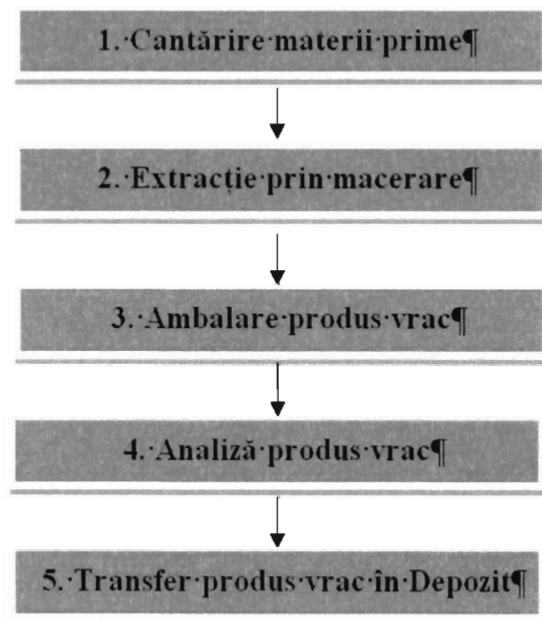 1.·Cantărire·materii·prime¶
2.·Extracție·prin·macerare¶
3.·Ambalare·produs·vrac¶
4.·Analiză·produs·vrac¶
5.·Transfer·produs·vrac·în·Depozit¶